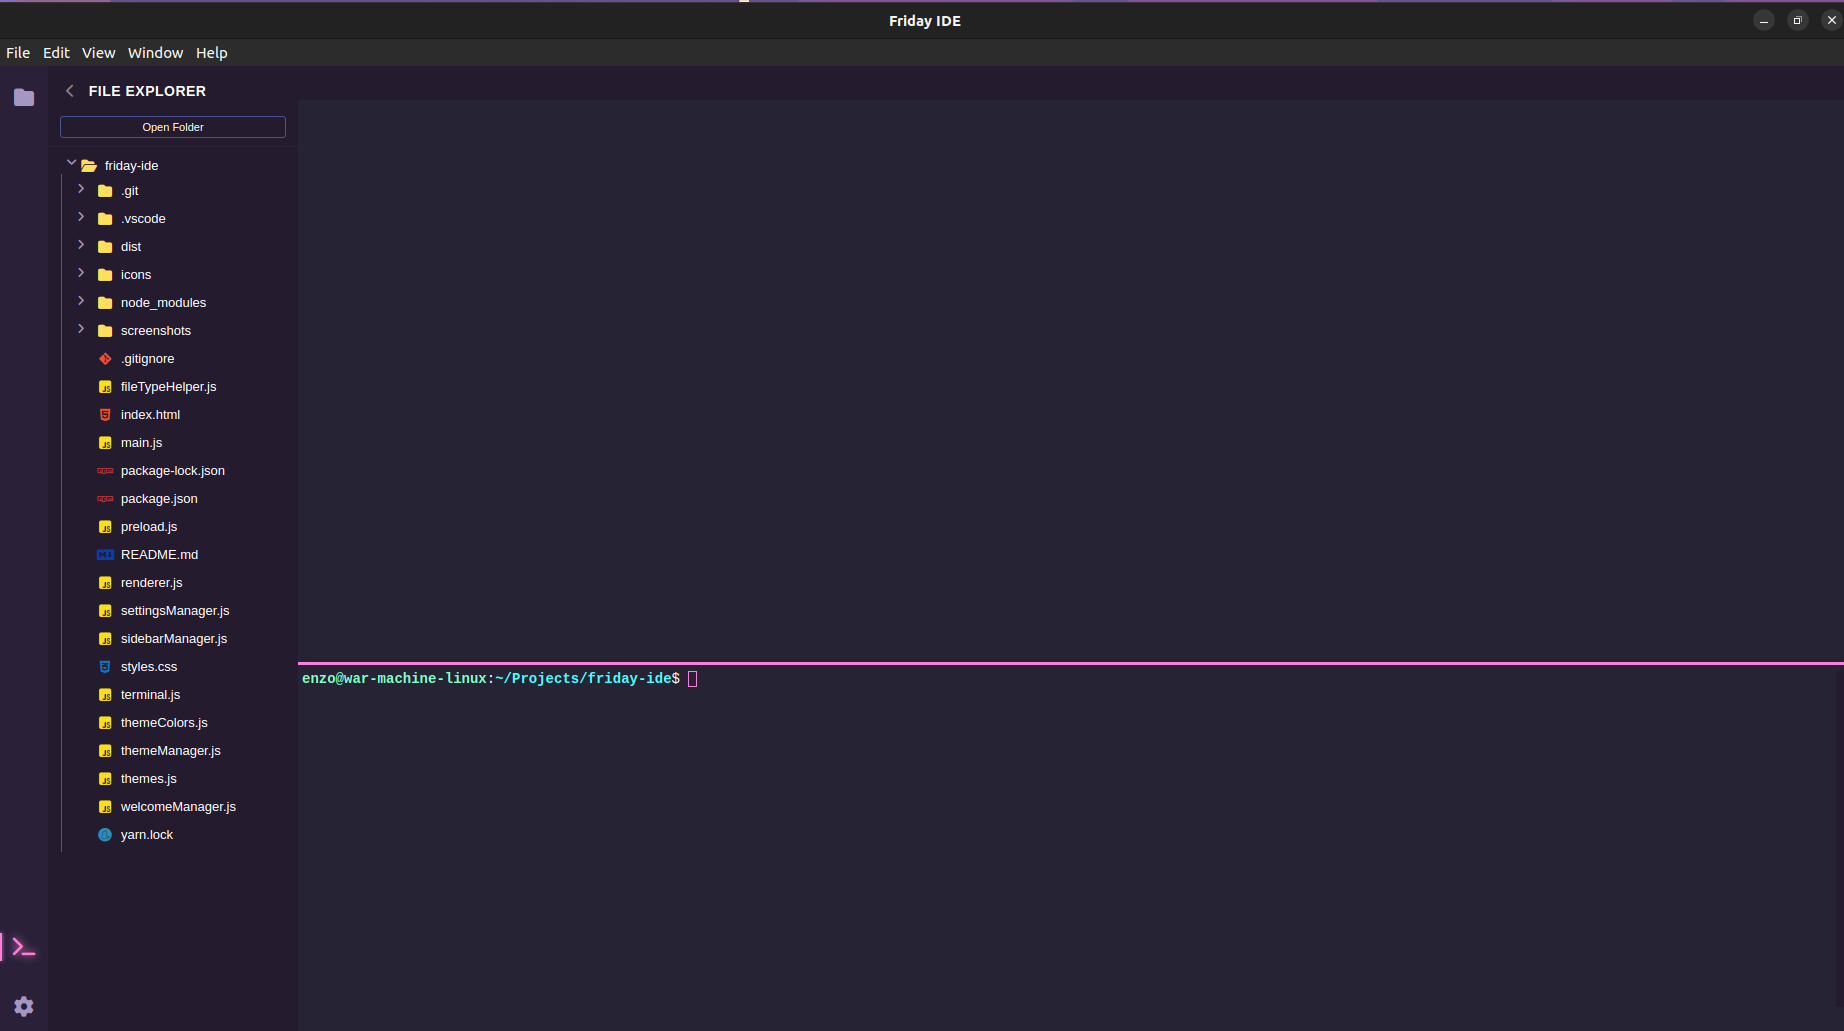 Friday IDE
File Edit View Window Help
FILE EXPLORER
Open Folder
friday-ide
.git
.vscode
dist
icons
node_modules
screenshots
.gitignore
fileTypeHelper.js
index.html
main.js
package-lock.json
package.json
preload.js
README.md
renderer.js
settingsManager.js
sidebarManager.js
styles.css
terminal.js
themeColors.js
themeManager.js
themes.js
welcomeManager.js
yarn.lock
enzo@war-machine-linux:~/Projects/friday-ide$